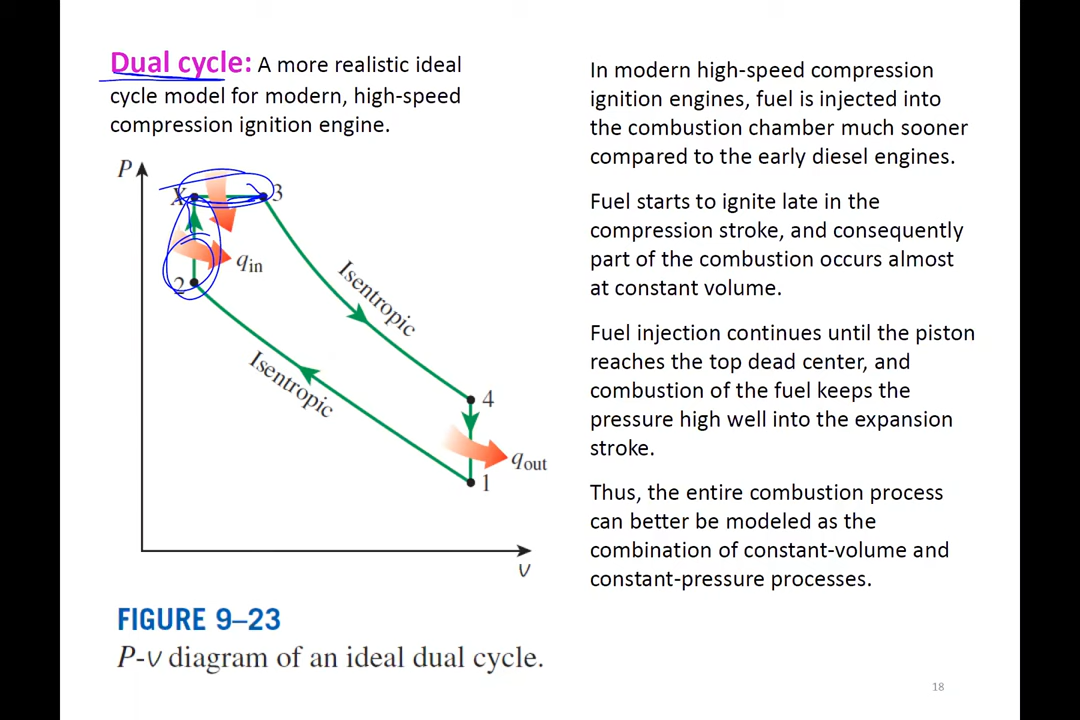 Dual cycle: A more realistic ideal
cycle model for modern, high-speed
compression ignition engine.
P
X
3
2
qin
Isentropic
Isentropic
4
qout
1
v
FIGURE 9–23
P-v diagram of an ideal dual cycle.
In modern high-speed compression
ignition engines, fuel is injected into
the combustion chamber much sooner
compared to the early diesel engines.
Fuel starts to ignite late in the
compression stroke, and consequently
part of the combustion occurs almost
at constant volume.
Fuel injection continues until the piston
reaches the top dead center, and
combustion of the fuel keeps the
pressure high well into the expansion
stroke.
Thus, the entire combustion process
can better be modeled as the
combination of constant-volume and
constant-pressure processes.
18